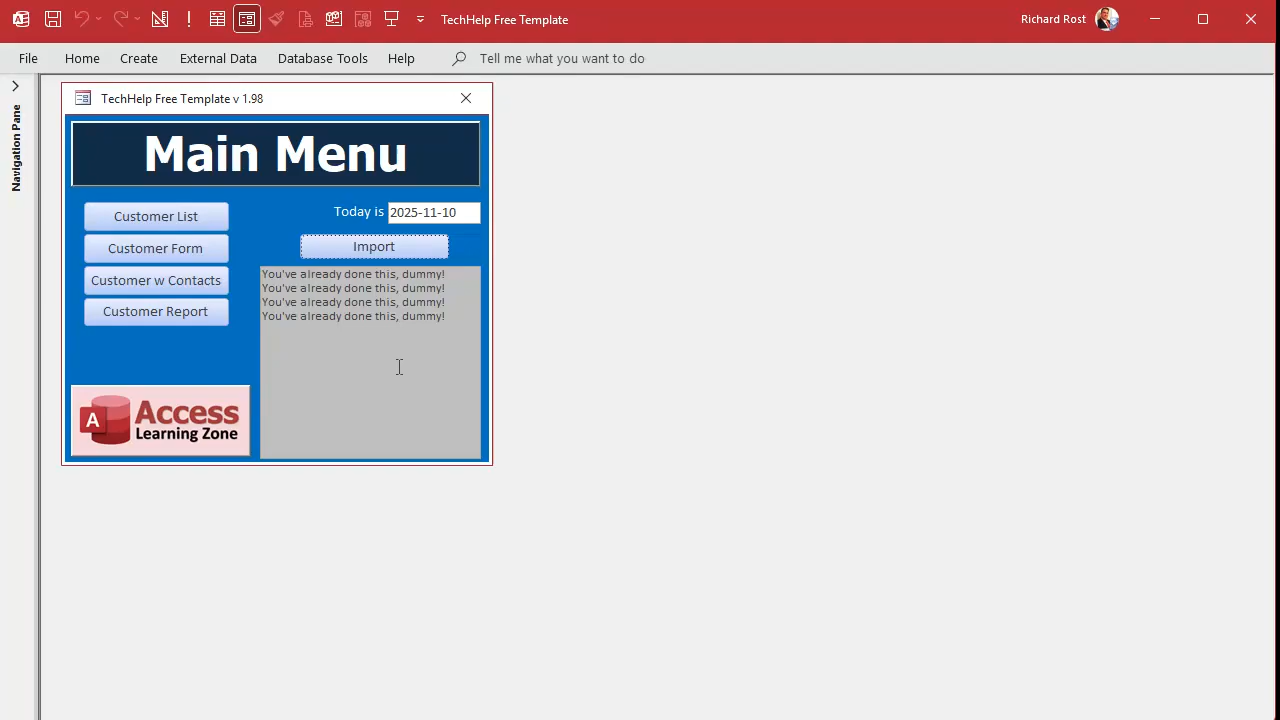 TechHelp Free Template
Richard Rost
File Home Create External Data Database Tools Help Tell me what you want to do
Navigation Pane
TechHelp Free Template v 1.98
Main Menu
Customer List
Customer Form
Customer w Contacts
Customer Report
Today is 2025-11-10
Import
You've already done this, dummy!
You've already done this, dummy!
You've already done this, dummy!
You've already done this, dummy!
A Access
Learning Zone